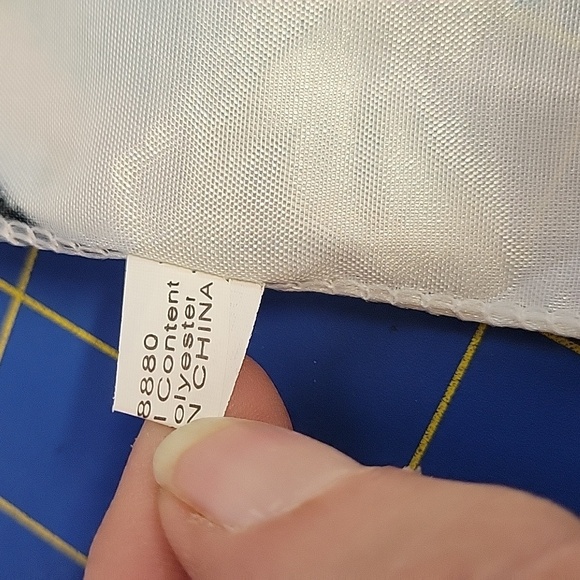 8880
l Content
olyester
N CHINA